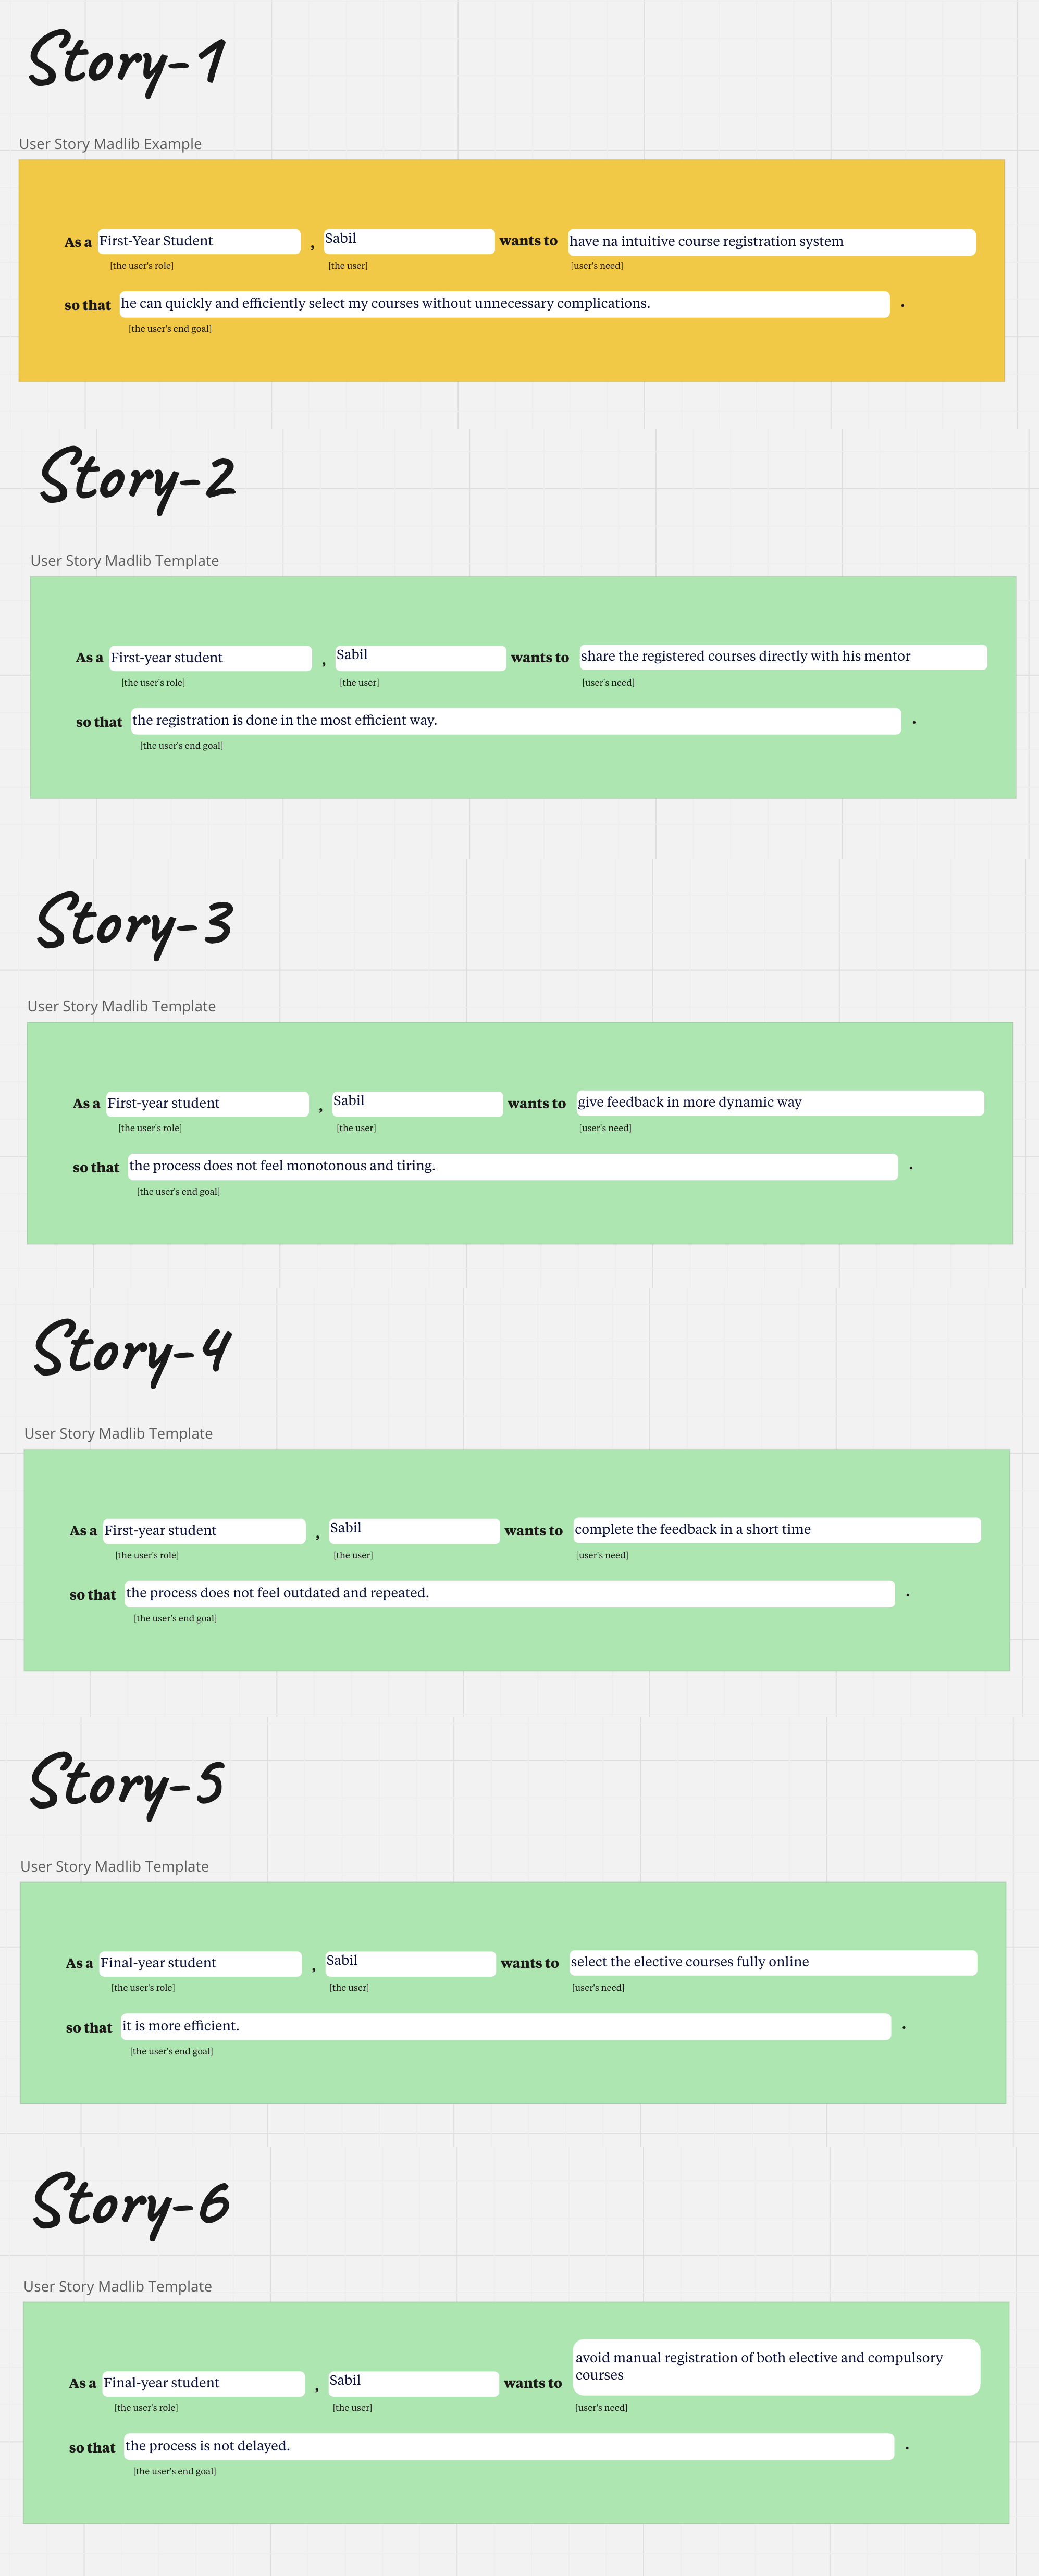 Story-1
User Story Madlib Example
As a First-Year Student , Sabil wants to have na intuitive course registration system
[the user's role] [the user] [user's need]
so that he can quickly and efficiently select my courses without unnecessary complications. .
[the user's end goal]
Story-2
User Story Madlib Template
As a First-year student , Sabil wants to share the registered courses directly with his mentor
[the user's role] [the user] [user's need]
so that the registration is done in the most efficient way. .
[the user's end goal]
Story-3
User Story Madlib Template
As a First-year student , Sabil wants to give feedback in more dynamic way
[the user's role] [the user] [user's need]
so that the process does not feel monotonous and tiring. .
[the user's end goal]
Story-4
User Story Madlib Template
As a First-year student , Sabil wants to complete the feedback in a short time
[the user's role] [the user] [user's need]
so that the process does not feel outdated and repeated. .
[the user's end goal]
Story-5
User Story Madlib Template
As a Final-year student , Sabil wants to select the elective courses fully online
[the user's role] [the user] [user's need]
so that it is more efficient. .
[the user's end goal]
Story-6
User Story Madlib Template
As a Final-year student , Sabil wants to avoid manual registration of both elective and compulsory
courses
[the user's role] [the user] [user's need]
so that the process is not delayed. .
[the user's end goal]